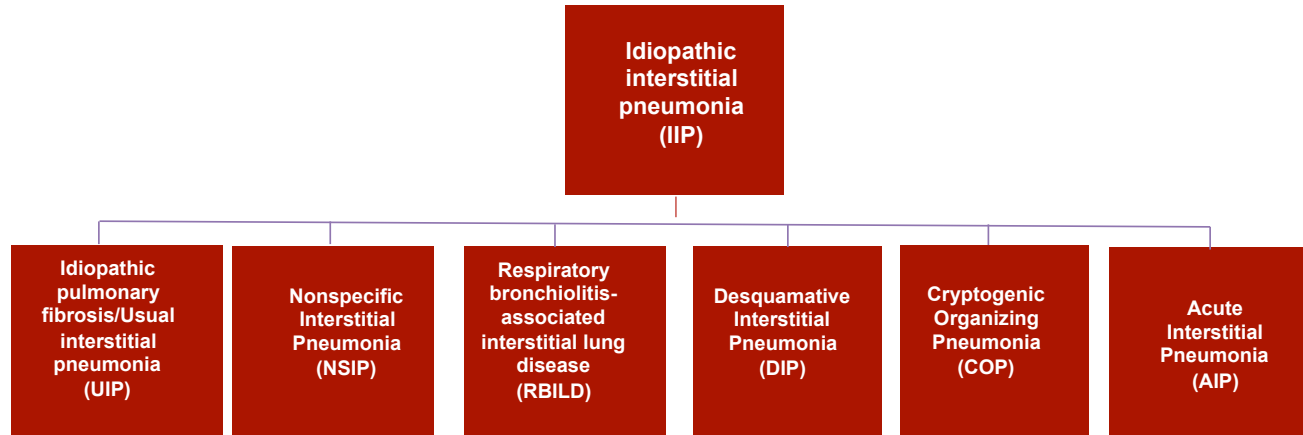 Idiopathic
interstitial
pneumonia
(IIP)
Idiopathic
pulmonary
fibrosis/Usual
interstitial
pneumonia
(UIP)
Nonspecific
Interstitial
Pneumonia
(NSIP)
Respiratory
bronchiolitis-
associated
interstitial lung
disease
(RBILD)
Desquamative
Interstitial
Pneumonia
(DIP)
Cryptogenic
Organizing
Pneumonia
(COP)
Acute
Interstitial
Pneumonia
(AIP)